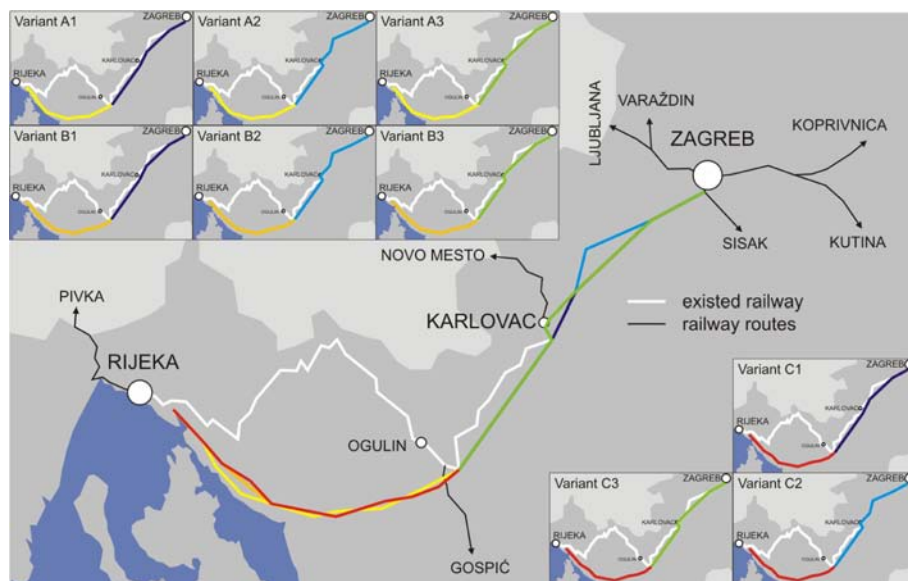 Variant A1
ZAGREB
KARLOVAC
RIJEKA
OGULIN
Variant A2
ZAGREB
KARLOVAC
RIJEKA
OGULIN
Variant A3
ZAGREB
KARLOVAC
RIJEKA
OGULIN
Variant B1
ZAGREB
KARLOVAC
RIJEKA
OGULIN
Variant B2
ZAGREB
KARLOVAC
RIJEKA
OGULIN
Variant B3
ZAGREB
KARLOVAC
RIJEKA
OGULIN
LJUBLJANA
VARAŽDIN
KOPRIVNICA
ZAGREB
SISAK
KUTINA
NOVO MESTO
PIVKA
KARLOVAC
existed railway
railway routes
RIJEKA
OGULIN
GOSPIĆ
Variant C1
ZAGREB
KARLOVAC
RIJEKA
OGULIN
Variant C3
ZAGREB
KARLOVAC
RIJEKA
OGULIN
Variant C2
ZAGREB
KARLOVAC
RIJEKA
OGULIN